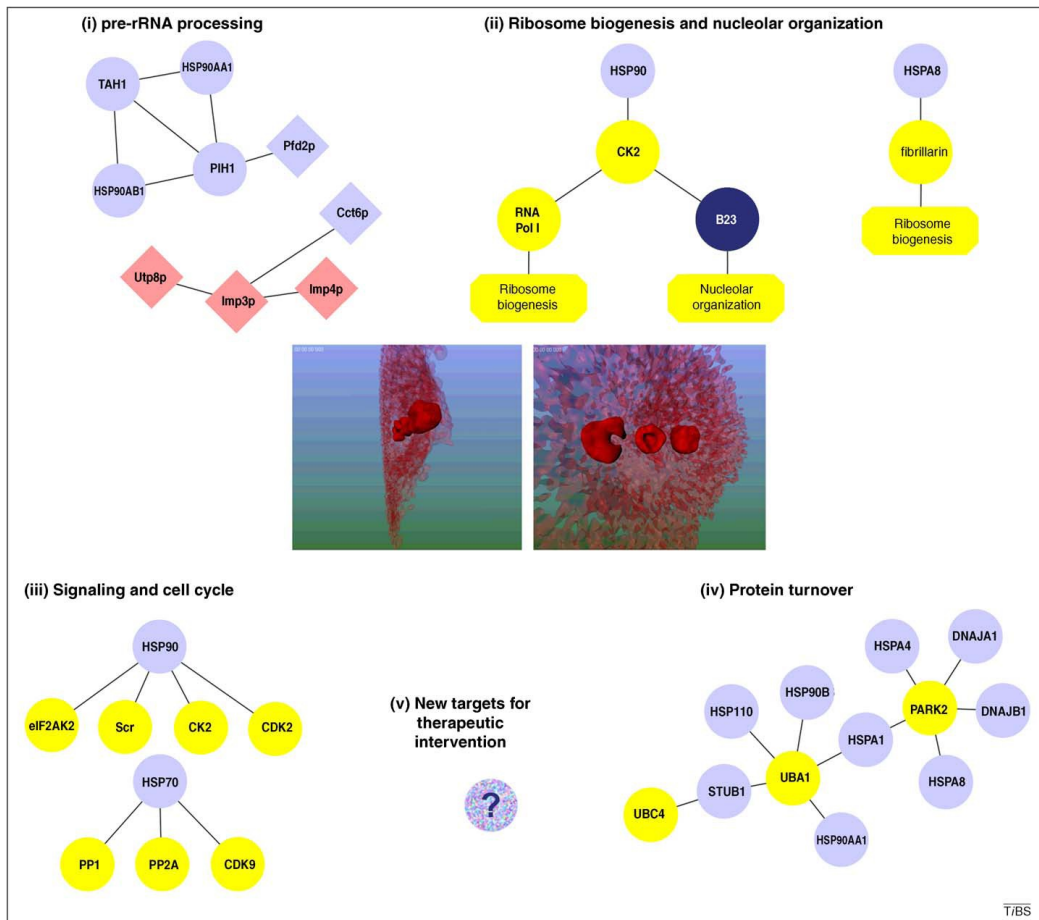 (i) pre-rRNA processing
(ii) Ribosome biogenesis and nucleolar organization
HSP90AA1
TAH1
Pfd2p
PIH1
HSP90AB1
Cct6p
Utp8p
Imp3p
Imp4p
HSP90
CK2
RNA
Pol I
B23
Ribosome
biogenesis
Nucleolar
organization
HSPA8
fibrillarin
Ribosome
biogenesis
(iii) Signaling and cell cycle
HSP90
eIF2AK2
Scr
CK2
CDK2
HSP70
PP1
PP2A
CDK9
(v) New targets for
therapeutic
intervention
?
(iv) Protein turnover
HSPA4
DNAJA1
HSP90B
HSP110
PARK2
DNAJB1
HSPA1
UBA1
STUB1
HSPA8
UBC4
HSP90AA1
TiBS